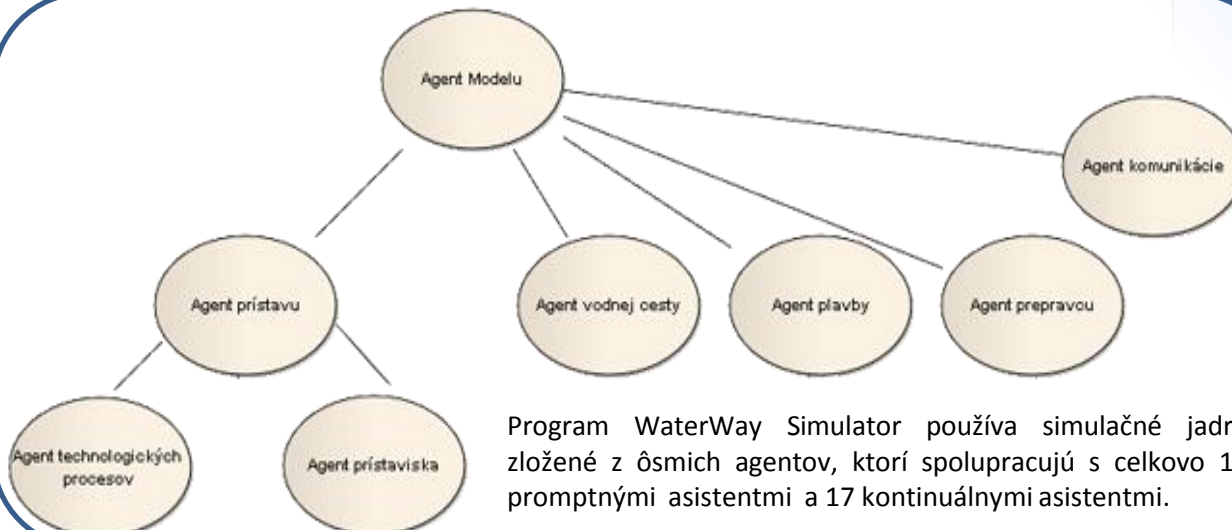 Agent Modelu
Agent komunikácie
Agent prístavu
Agent vodnej cesty
Agent plavby
Agent prepravcu
Agent technologických
procesov
Agent prístaviska
Program WaterWay Simulator používa simulačné jadr
zložené z ôsmich agentov, ktorí spolupracujú s celkovo 1
promptnými asistentmi a 17 kontinuálnymi asistentmi.